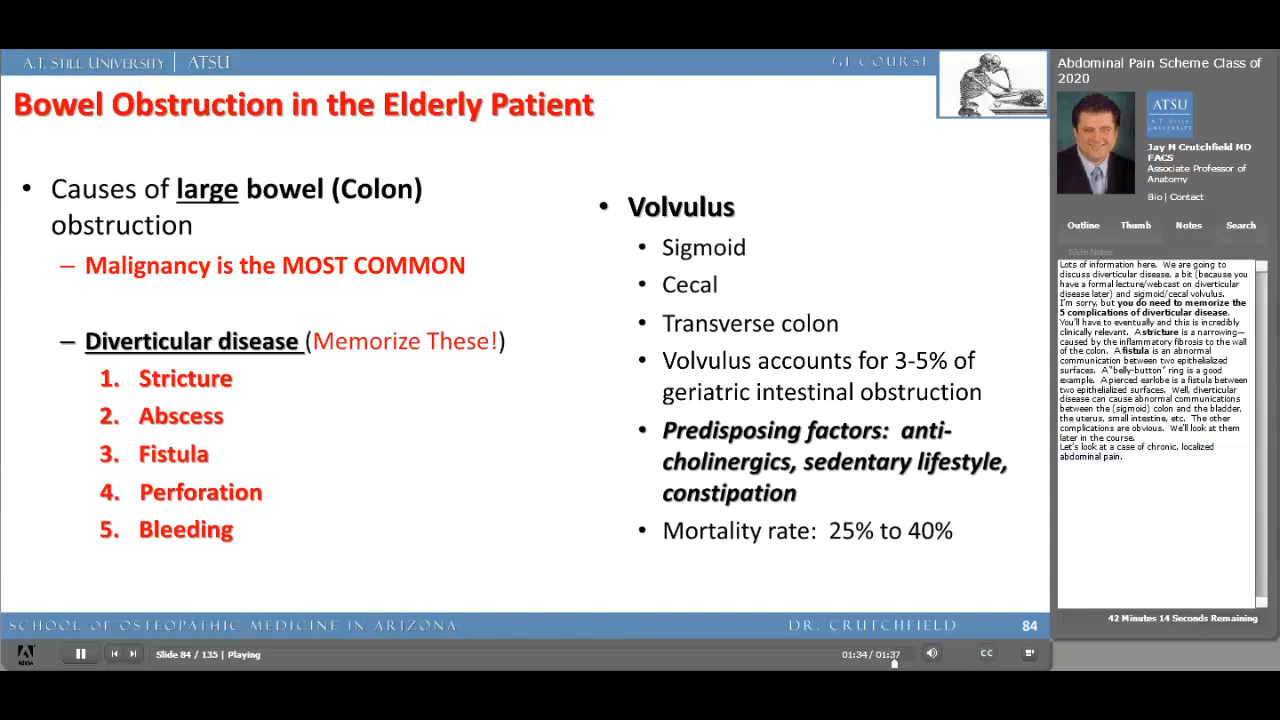 A.T. STILL UNIVERSITY | ATSU
GI COURSE
Bowel Obstruction in the Elderly Patient
• Causes of large bowel (Colon)
obstruction
– Malignancy is the MOST COMMON
– Diverticular disease (Memorize These!)
1. Stricture
2. Abscess
3. Fistula
4. Perforation
5. Bleeding
• Volvulus
• Sigmoid
• Cecal
• Transverse colon
• Volvulus accounts for 3-5% of
geriatric intestinal obstruction
• Predisposing factors: anti-
cholinergics, sedentary lifestyle,
constipation
• Mortality rate: 25% to 40%
SCHOOL OF OSTEOPATHIC MEDICINE IN ARIZONA
DR. CRUTCHFIELD
84
Slide 84 / 135 | Playing
01:34 / 01:37
CC
Abdominal Pain Scheme Class of
2020
ATSU
A.T. STILL
UNIVERSITY
Jay M Crutchfield MD
FACS
Associate Professor of
Anatomy
Bio | Contact
Outline Thumb Notes Search
Slide Notes
Lots of information here. We are going to
discuss diverticular disease, a bit (because you
have a formal lecture/webcast on diverticular
disease later) and sigmoid/cecal volvulus.
I'm sorry, but you do need to memorize the
5 complications of diverticular disease.
You'll have to eventually and this is incredibly
clinically relevant. A stricture is a narrowing—
caused by the inflammatory fibrosis to the wall
of the colon. A fistula is an abnormal
communication between two epithelialized
surfaces. A "belly-button" ring is a good
example. A pierced earlobe is a fistula between
two epithelialized surfaces. Well, diverticular
disease can cause abnormal communications
between the (sigmoid) colon and the bladder,
the uterus, small intestine, etc. The other
complications are obvious. We'll look at them
later in the course.
Let's look at a case of chronic, localized
abdominal pain.
42 Minutes 14 Seconds Remaining